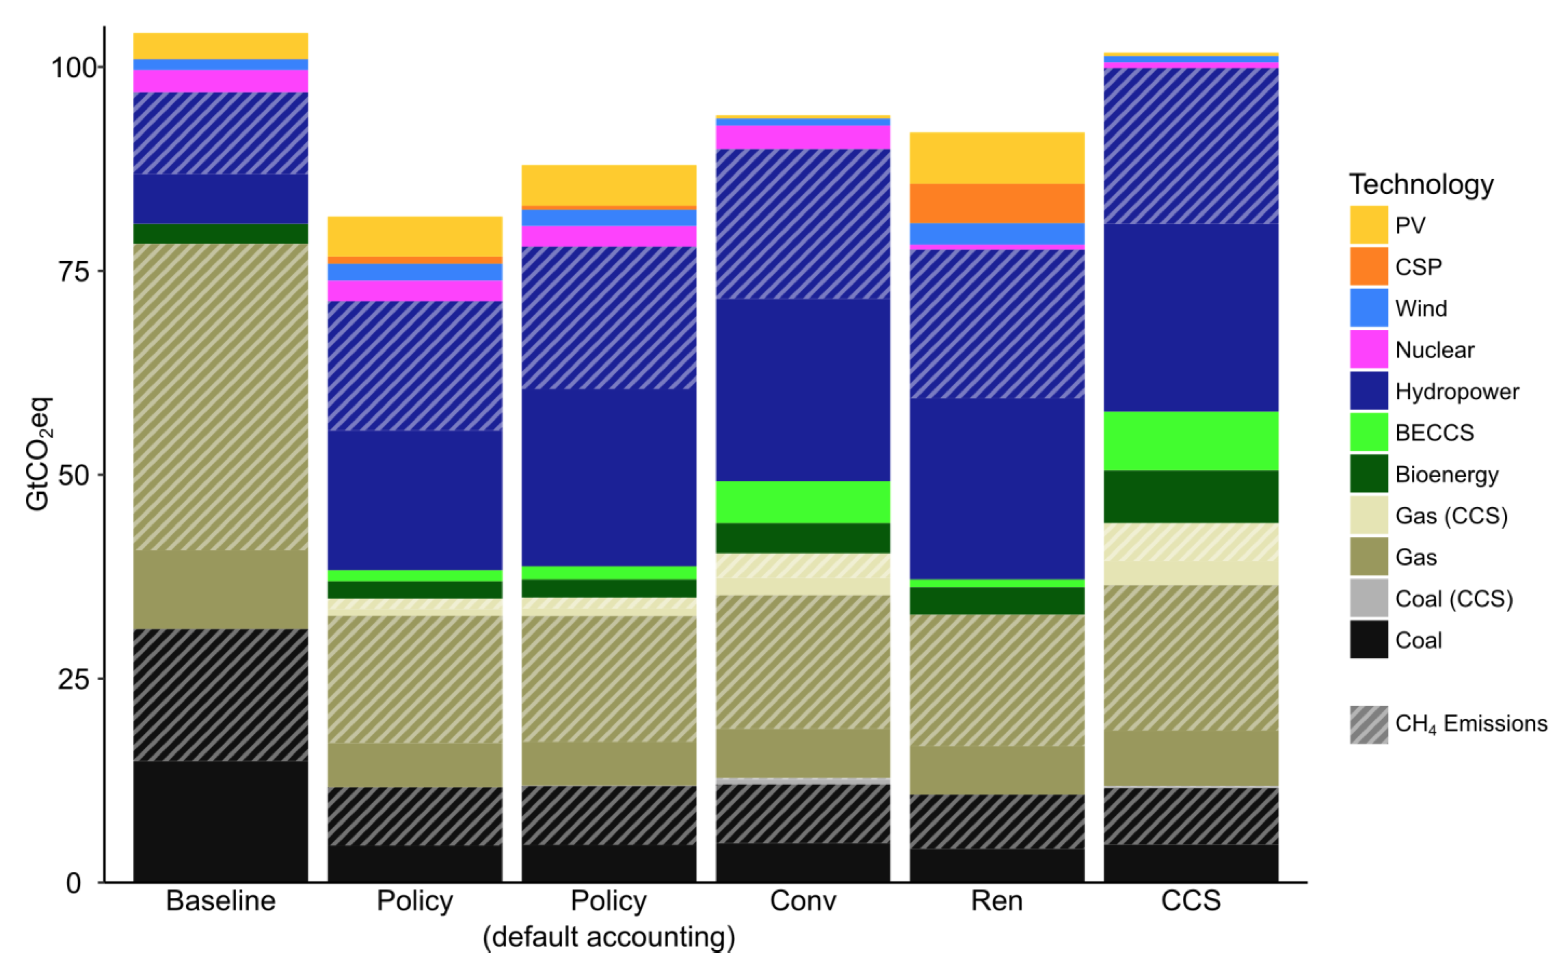 GtCO₂eq
100
75
50
25
0
Baseline
Policy
Policy
(default accounting)
Conv
Ren
CCS
Technology
PV
CSP
Wind
Nuclear
Hydropower
BECCS
Bioenergy
Gas (CCS)
Gas
Coal (CCS)
Coal
CH₄ Emissions